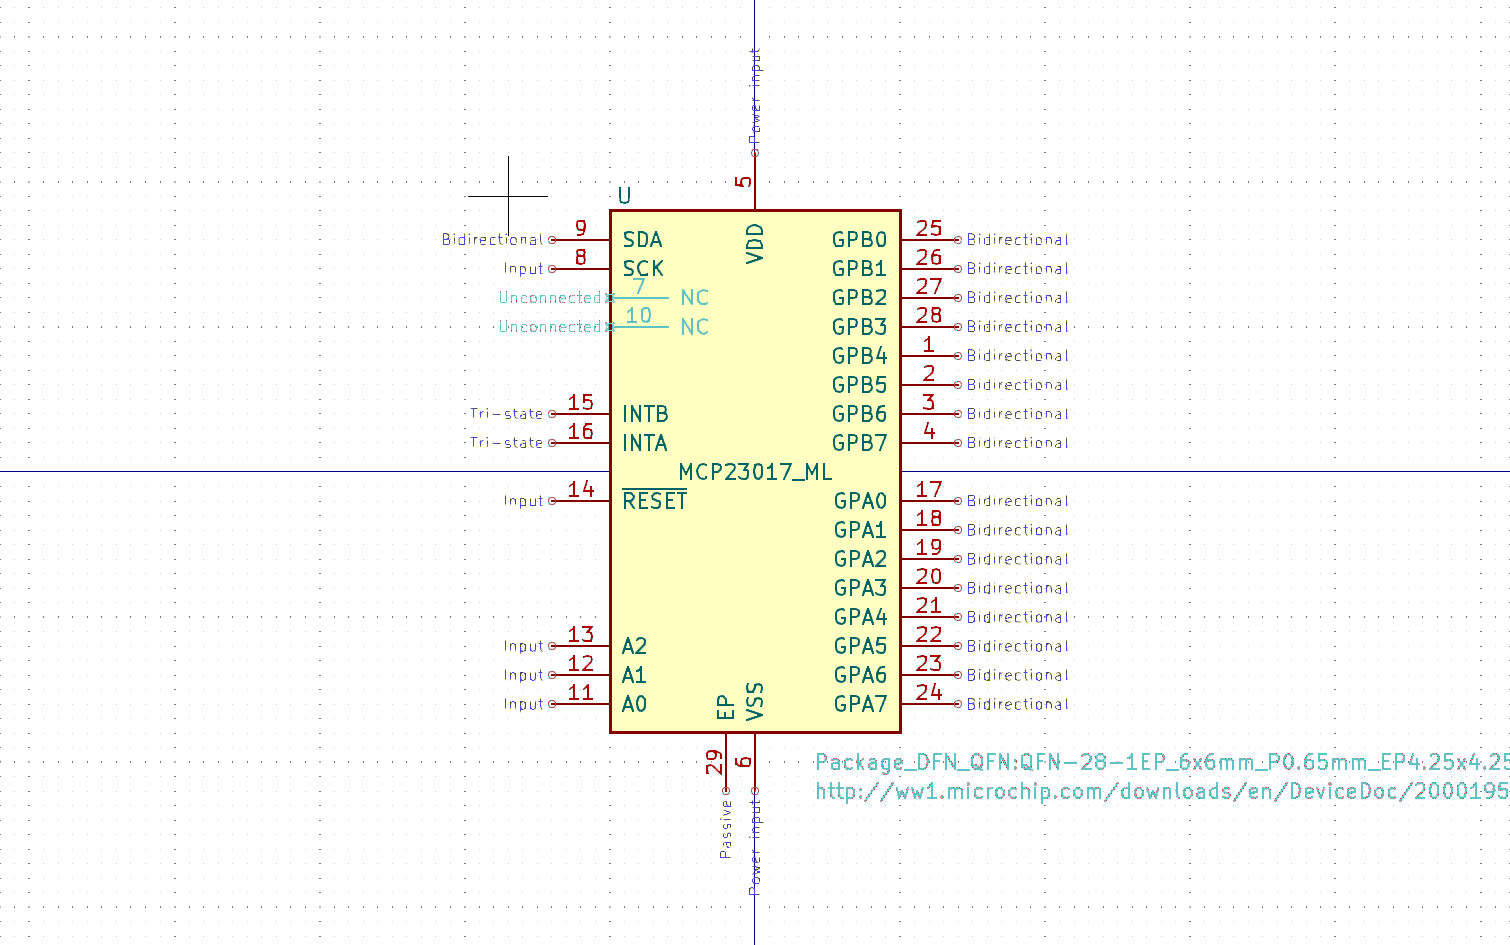 Power input
5
U
VDD
Bidirectional 9 SDA GPB0 25 Bidirectional
Input 8 SCK GPB1 26 Bidirectional
Unconnected 7 NC GPB2 27 Bidirectional
Unconnected 10 NC GPB3 28 Bidirectional
GPB4 1 Bidirectional
GPB5 2 Bidirectional
Tri-state 15 INTB GPB6 3 Bidirectional
Tri-state 16 INTA GPB7 4 Bidirectional
MCP23017_ML
Input 14 RESET GPA0 17 Bidirectional
GPA1 18 Bidirectional
GPA2 19 Bidirectional
GPA3 20 Bidirectional
GPA4 21 Bidirectional
Input 13 A2 GPA5 22 Bidirectional
Input 12 A1 GPA6 23 Bidirectional
Input 11 A0 GPA7 24 Bidirectional
EP VSS
29 6
Package_DFN_QFN:QFN-28-1EP_6x6mm_P0.65mm_EP4.25x4.25
http://ww1.microchip.com/downloads/en/DeviceDoc/2000195
Passive
Power input